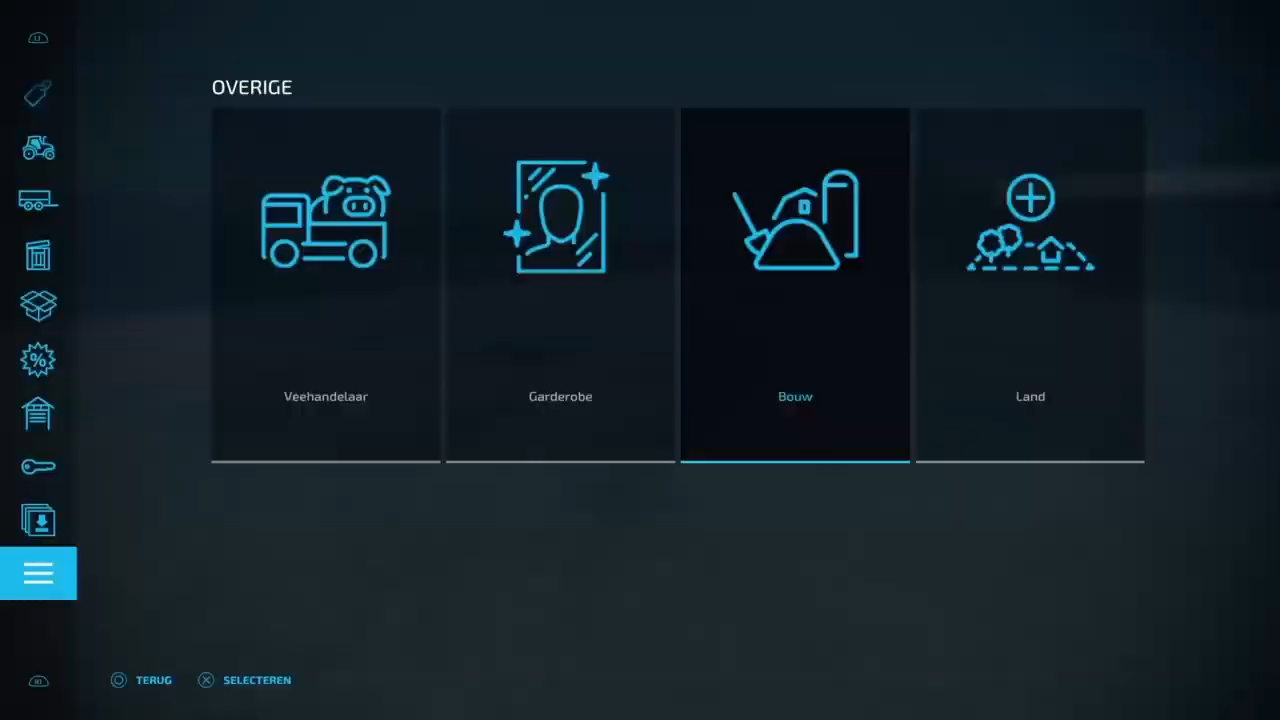 OVERIGE
Veehandelaar
Garderobe
Bouw
Land
TERUG
SELECTEREN